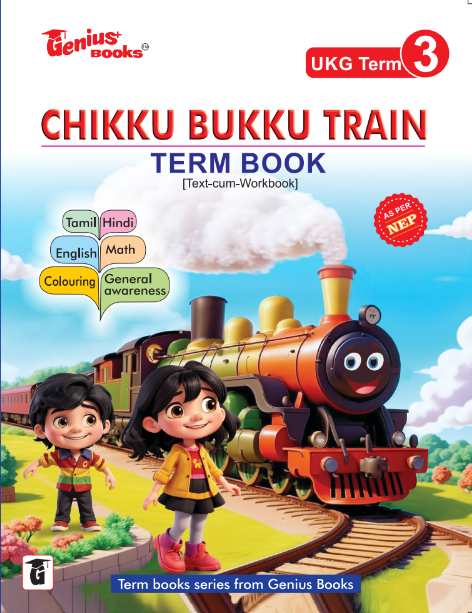 Genius+
BOOKS TM
UKG Term 3
CHIKKU BUKKU TRAIN
TERM BOOK
[Text-cum-Workbook]
AS PER
NEP
Tamil Hindi
English Math
Colouring General
awareness
G
Term books series from Genius Books